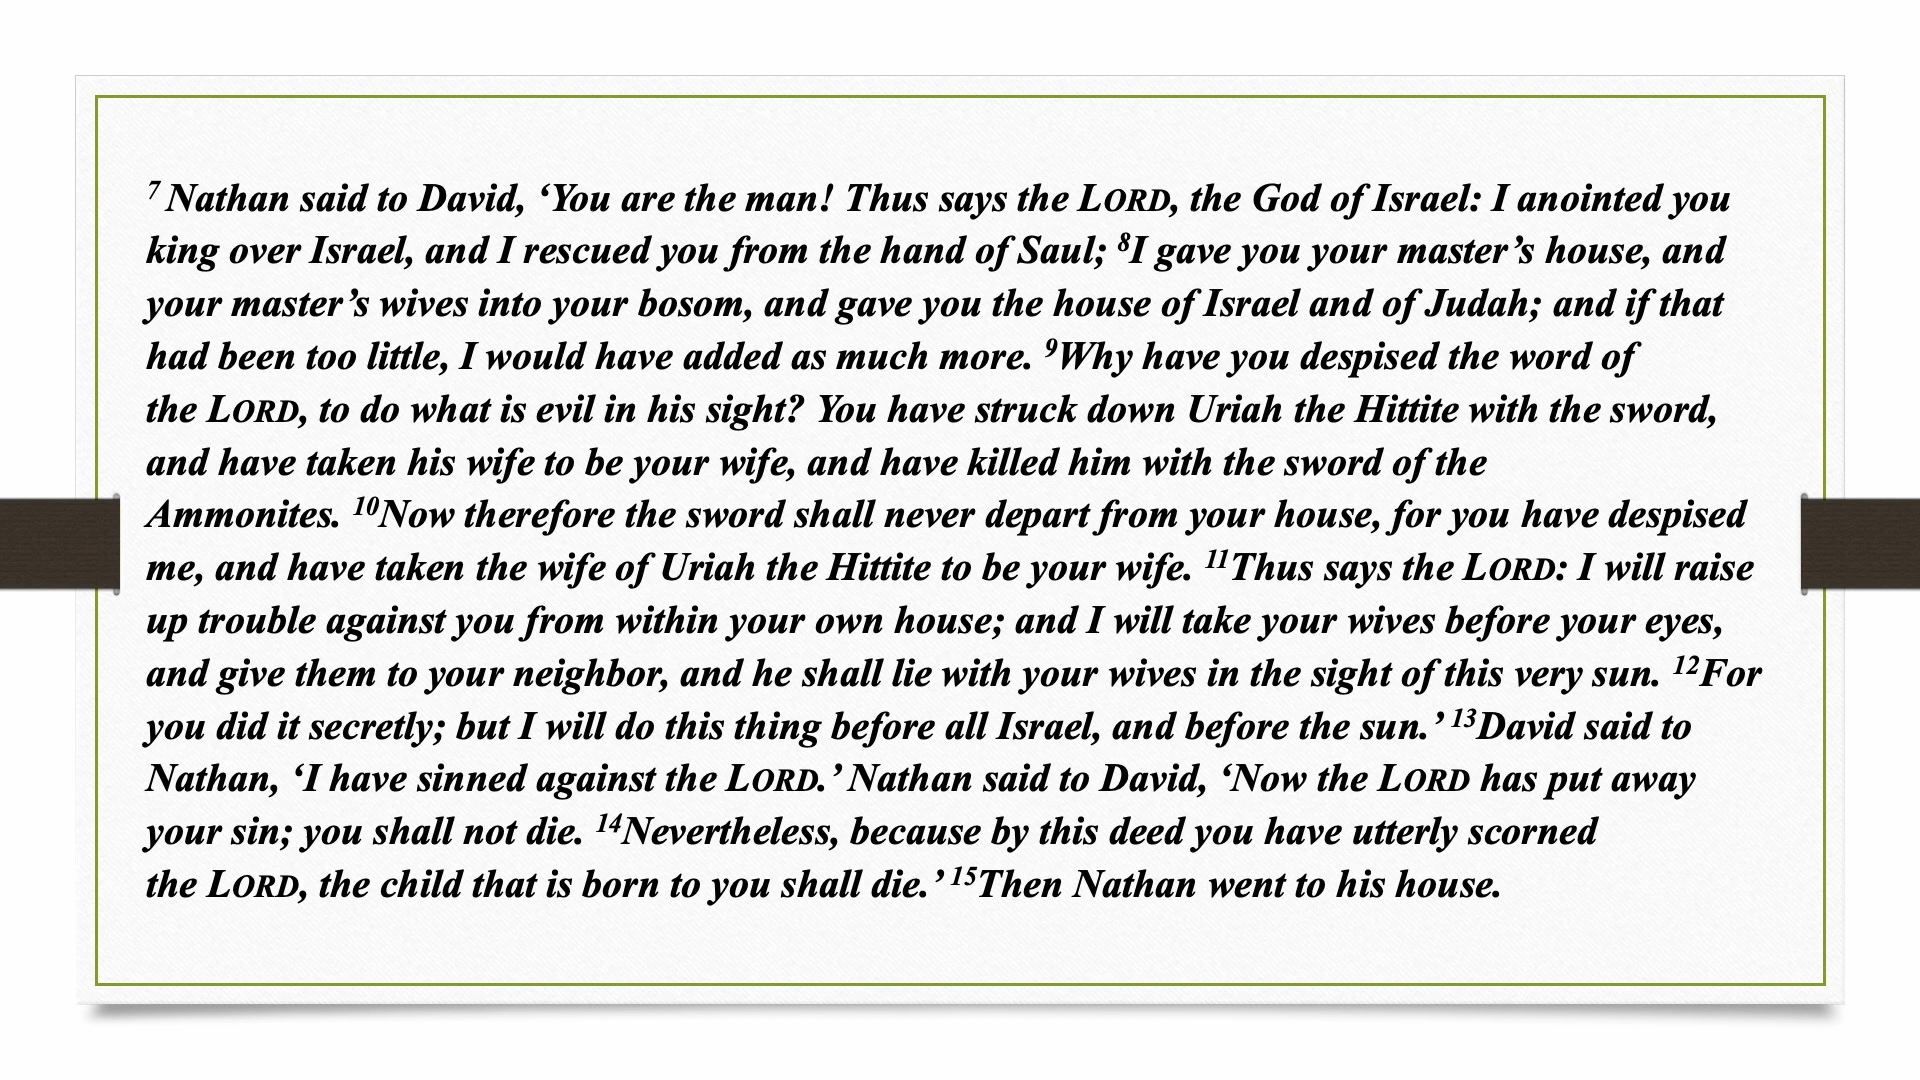 7 Nathan said to David, ‘You are the man! Thus says the LORD, the God of Israel: I anointed you
king over Israel, and I rescued you from the hand of Saul; 8I gave you your master’s house, and
your master’s wives into your bosom, and gave you the house of Israel and of Judah; and if that
had been too little, I would have added as much more. 9Why have you despised the word of
the LORD, to do what is evil in his sight? You have struck down Uriah the Hittite with the sword,
and have taken his wife to be your wife, and have killed him with the sword of the
Ammonites. 10Now therefore the sword shall never depart from your house, for you have despised
me, and have taken the wife of Uriah the Hittite to be your wife. 11Thus says the LORD: I will raise
up trouble against you from within your own house; and I will take your wives before your eyes,
and give them to your neighbor, and he shall lie with your wives in the sight of this very sun. 12For
you did it secretly; but I will do this thing before all Israel, and before the sun.’ 13David said to
Nathan, ‘I have sinned against the LORD.’ Nathan said to David, ‘Now the LORD has put away
your sin; you shall not die. 14Nevertheless, because by this deed you have utterly scorned
the LORD, the child that is born to you shall die.’ 15Then Nathan went to his house.